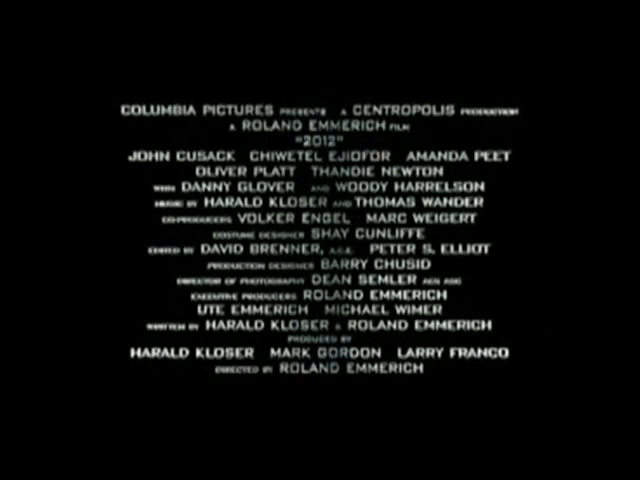 COLUMBIA PICTURES PRESENTS A CENTROPOLIS PRODUCTION
A ROLAND EMMERICH FILM
"2012"
JOHN CUSACK CHIWETEL EJIOFOR AMANDA PEET
OLIVER PLATT THANDIE NEWTON
WITH DANNY GLOVER AND WOODY HARRELSON
MUSIC BY HARALD KLOSER AND THOMAS WANDER
CO-PRODUCERS VOLKER ENGEL MARC WEIGERT
COSTUME DESIGNER SHAY CUNLIFFE
EDITED BY DAVID BRENNER, A.C.E. PETER S. ELLIOT
PRODUCTION DESIGNER BARRY CHUSID
DIRECTOR OF PHOTOGRAPHY DEAN SEMLER ACS ASC
EXECUTIVE PRODUCERS ROLAND EMMERICH
UTE EMMERICH MICHAEL WIMER
WRITTEN BY HARALD KLOSER & ROLAND EMMERICH
PRODUCED BY
HARALD KLOSER MARK GORDON LARRY FRANCO
DIRECTED BY ROLAND EMMERICH